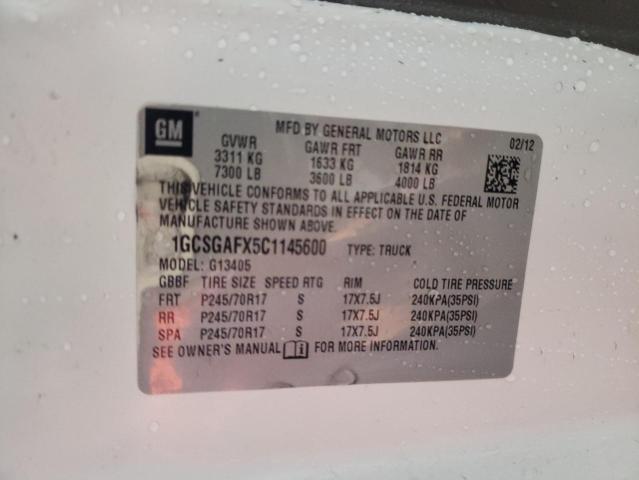 GM
MFD BY GENERAL MOTORS LLC 02/12
GVWR GAWR FRT GAWR RR
3311 KG 1633 KG 1814 KG
7300 LB 3600 LB 4000 LB
THIS VEHICLE CONFORMS TO ALL APPLICABLE U.S. FEDERAL MOTOR
VEHICLE SAFETY STANDARDS IN EFFECT ON THE DATE OF
MANUFACTURE SHOWN ABOVE.
1GCSGAFX5C1145600 TYPE: TRUCK
MODEL: G13405
GBBF TIRE SIZE SPEED RTG RIM COLD TIRE PRESSURE
FRT P245/70R17 S 17X7.5J 240KPA(35PSI)
RR P245/70R17 S 17X7.5J 240KPA(35PSI)
SPA P245/70R17 S 17X7.5J 240KPA(35PSI)
SEE OWNER'S MANUAL i FOR MORE INFORMATION.